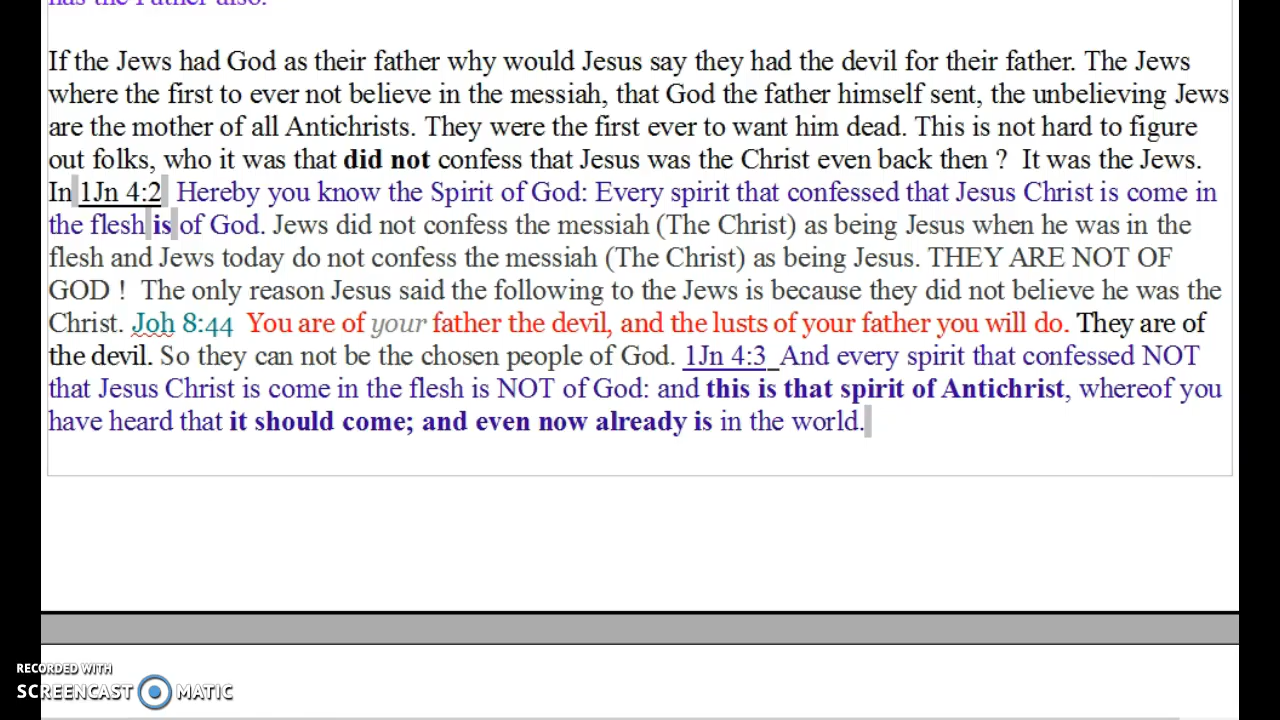 has the Father also.
If the Jews had God as their father why would Jesus say they had the devil for their father. The Jews
where the first to ever not believe in the messiah, that God the father himself sent, the unbelieving Jews
are the mother of all Antichrists. They were the first ever to want him dead. This is not hard to figure
out folks, who it was that did not confess that Jesus was the Christ even back then ?  It was the Jews.
In 1Jn 4:2  Hereby you know the Spirit of God: Every spirit that confessed that Jesus Christ is come in
the flesh is of God. Jews did not confess the messiah (The Christ) as being Jesus when he was in the
flesh and Jews today do not confess the messiah (The Christ) as being Jesus. THEY ARE NOT OF
GOD !  The only reason Jesus said the following to the Jews is because they did not believe he was the
Christ. Joh 8:44  You are of your father the devil, and the lusts of your father you will do. They are of
the devil. So they can not be the chosen people of God. 1Jn 4:3  And every spirit that confessed NOT
that Jesus Christ is come in the flesh is NOT of God: and this is that spirit of Antichrist, whereof you
have heard that it should come; and even now already is in the world.
RECORDED WITH
SCREENCAST MATIC